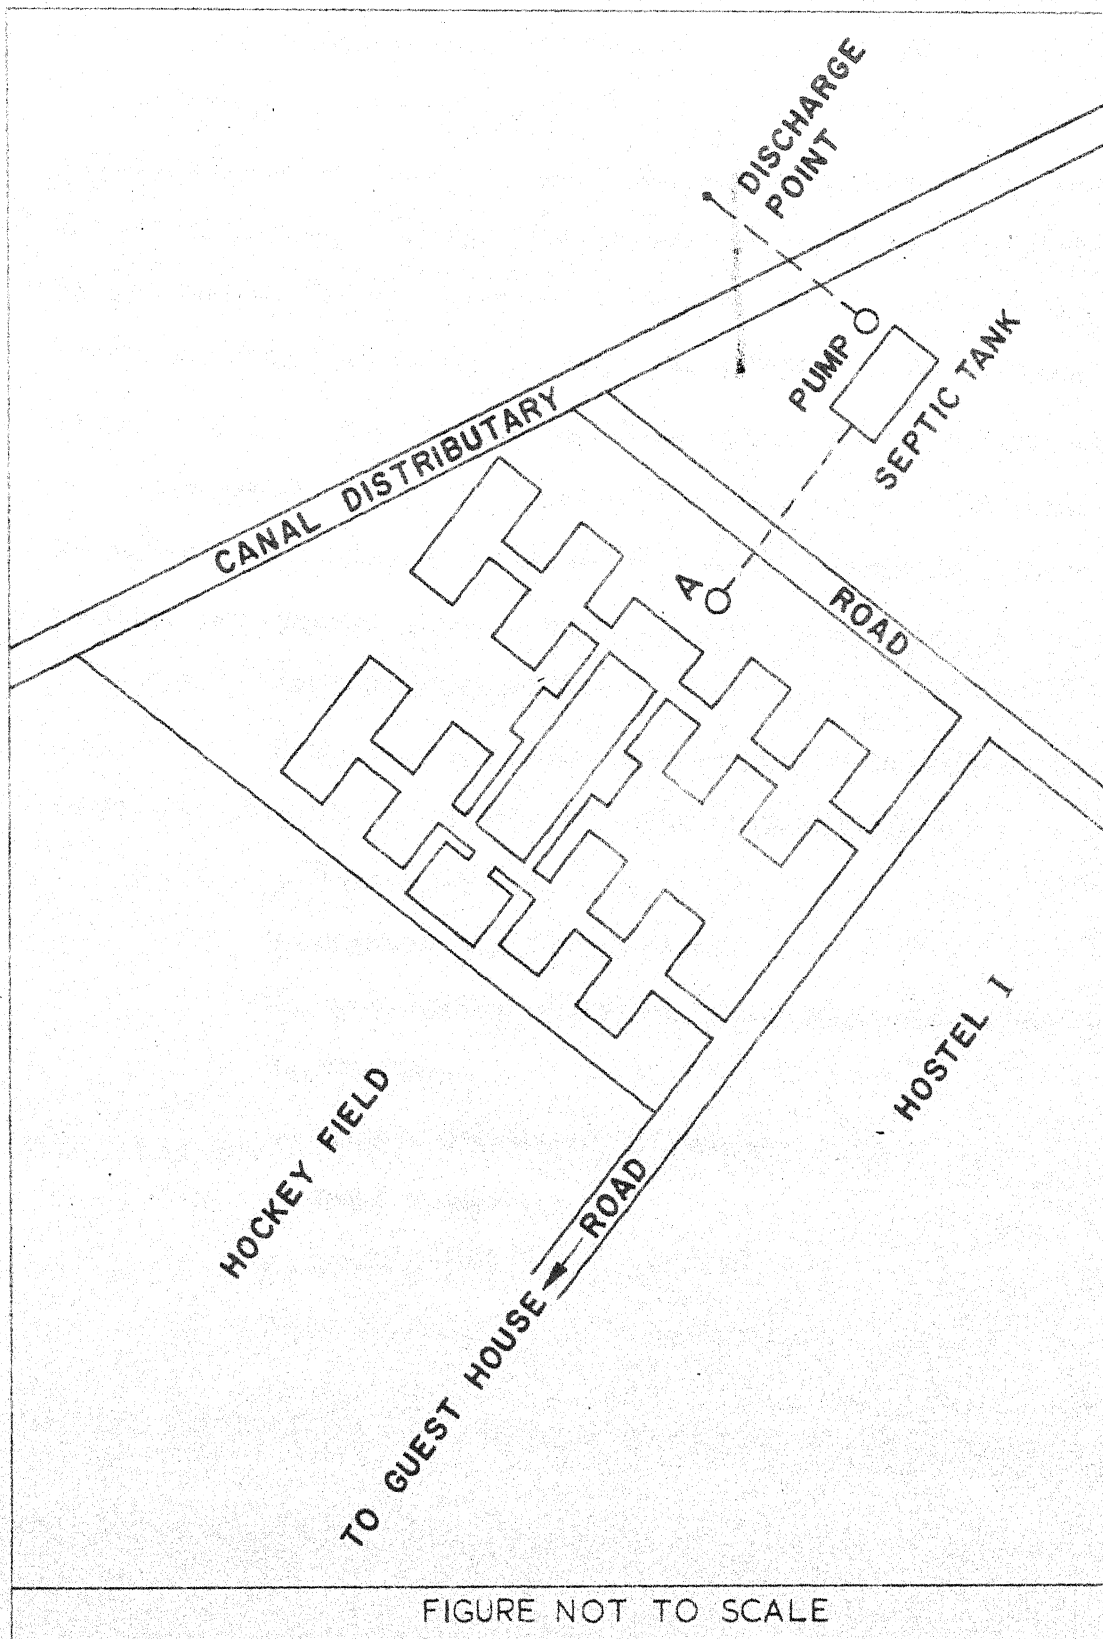 DISCHARGE
POINT
CANAL DISTRIBUTARY
PUMP
SEPTIC TANK
A
ROAD
HOSTEL I
HOCKEY FIELD
ROAD
TO GUEST HOUSE
FIGURE NOT TO SCALE